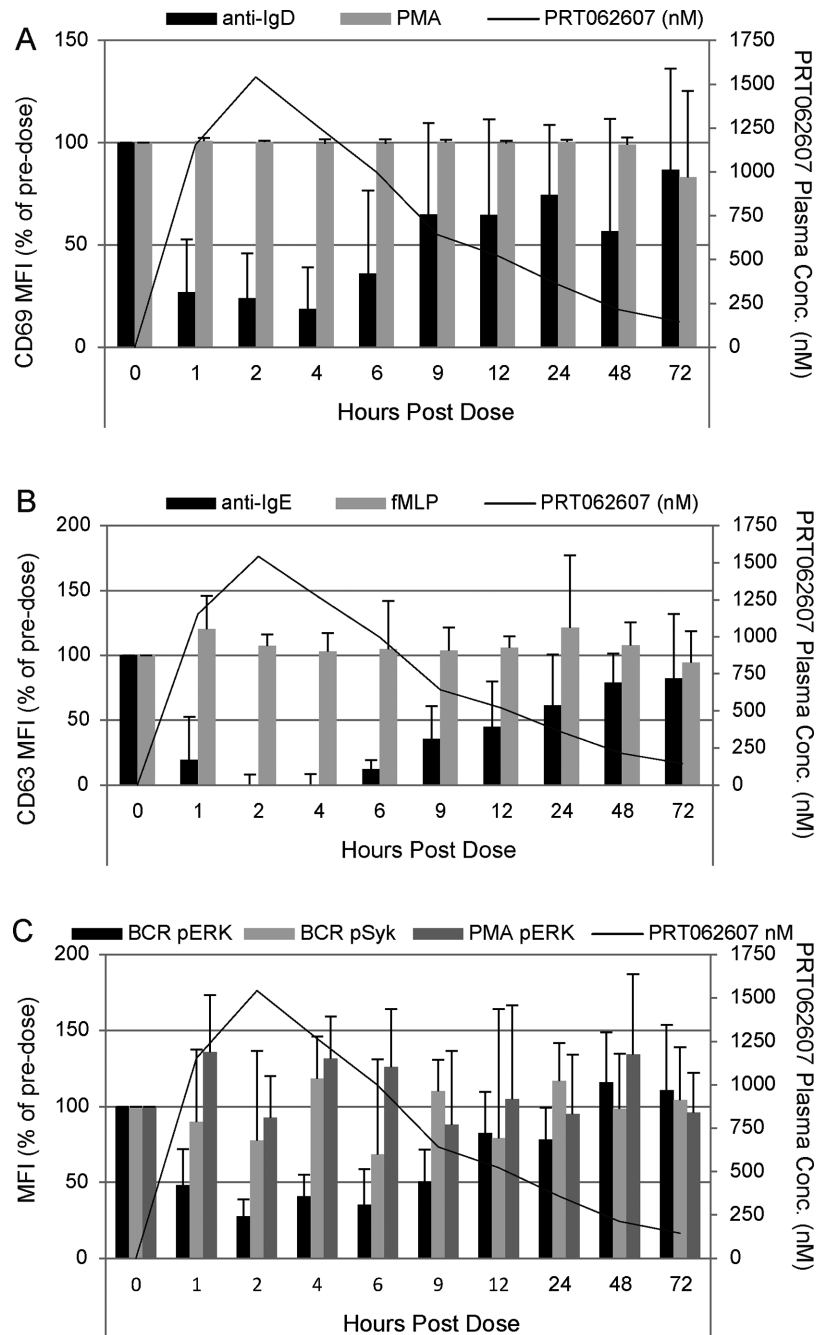 A
anti-IgD PMA PRT062607 (nM)
CD69 MFI (% of pre-dose)
150
100
50
0
1750
1500
1250
1000
750
500
250
0
PRT062607 Plasma Conc. (nM)
0 1 2 4 6 9 12 24 48 72
Hours Post Dose
B
anti-IgE fMLP PRT062607 (nM)
CD63 MFI (% of pre-dose)
200
150
100
50
0
1750
1500
1250
1000
750
500
250
0
PRT062607 Plasma Conc. (nM)
0 1 2 4 6 9 12 24 48 72
Hours Post Dose
C
BCR pERK BCR pSyk PMA pERK PRT062607 nM
MFI (% of pre-dose)
200
150
100
50
0
1750
1500
1250
1000
750
500
250
0
PRT062607 Plasma Conc. (nM)
0 1 2 4 6 9 12 24 48 72
Hours Post Dose